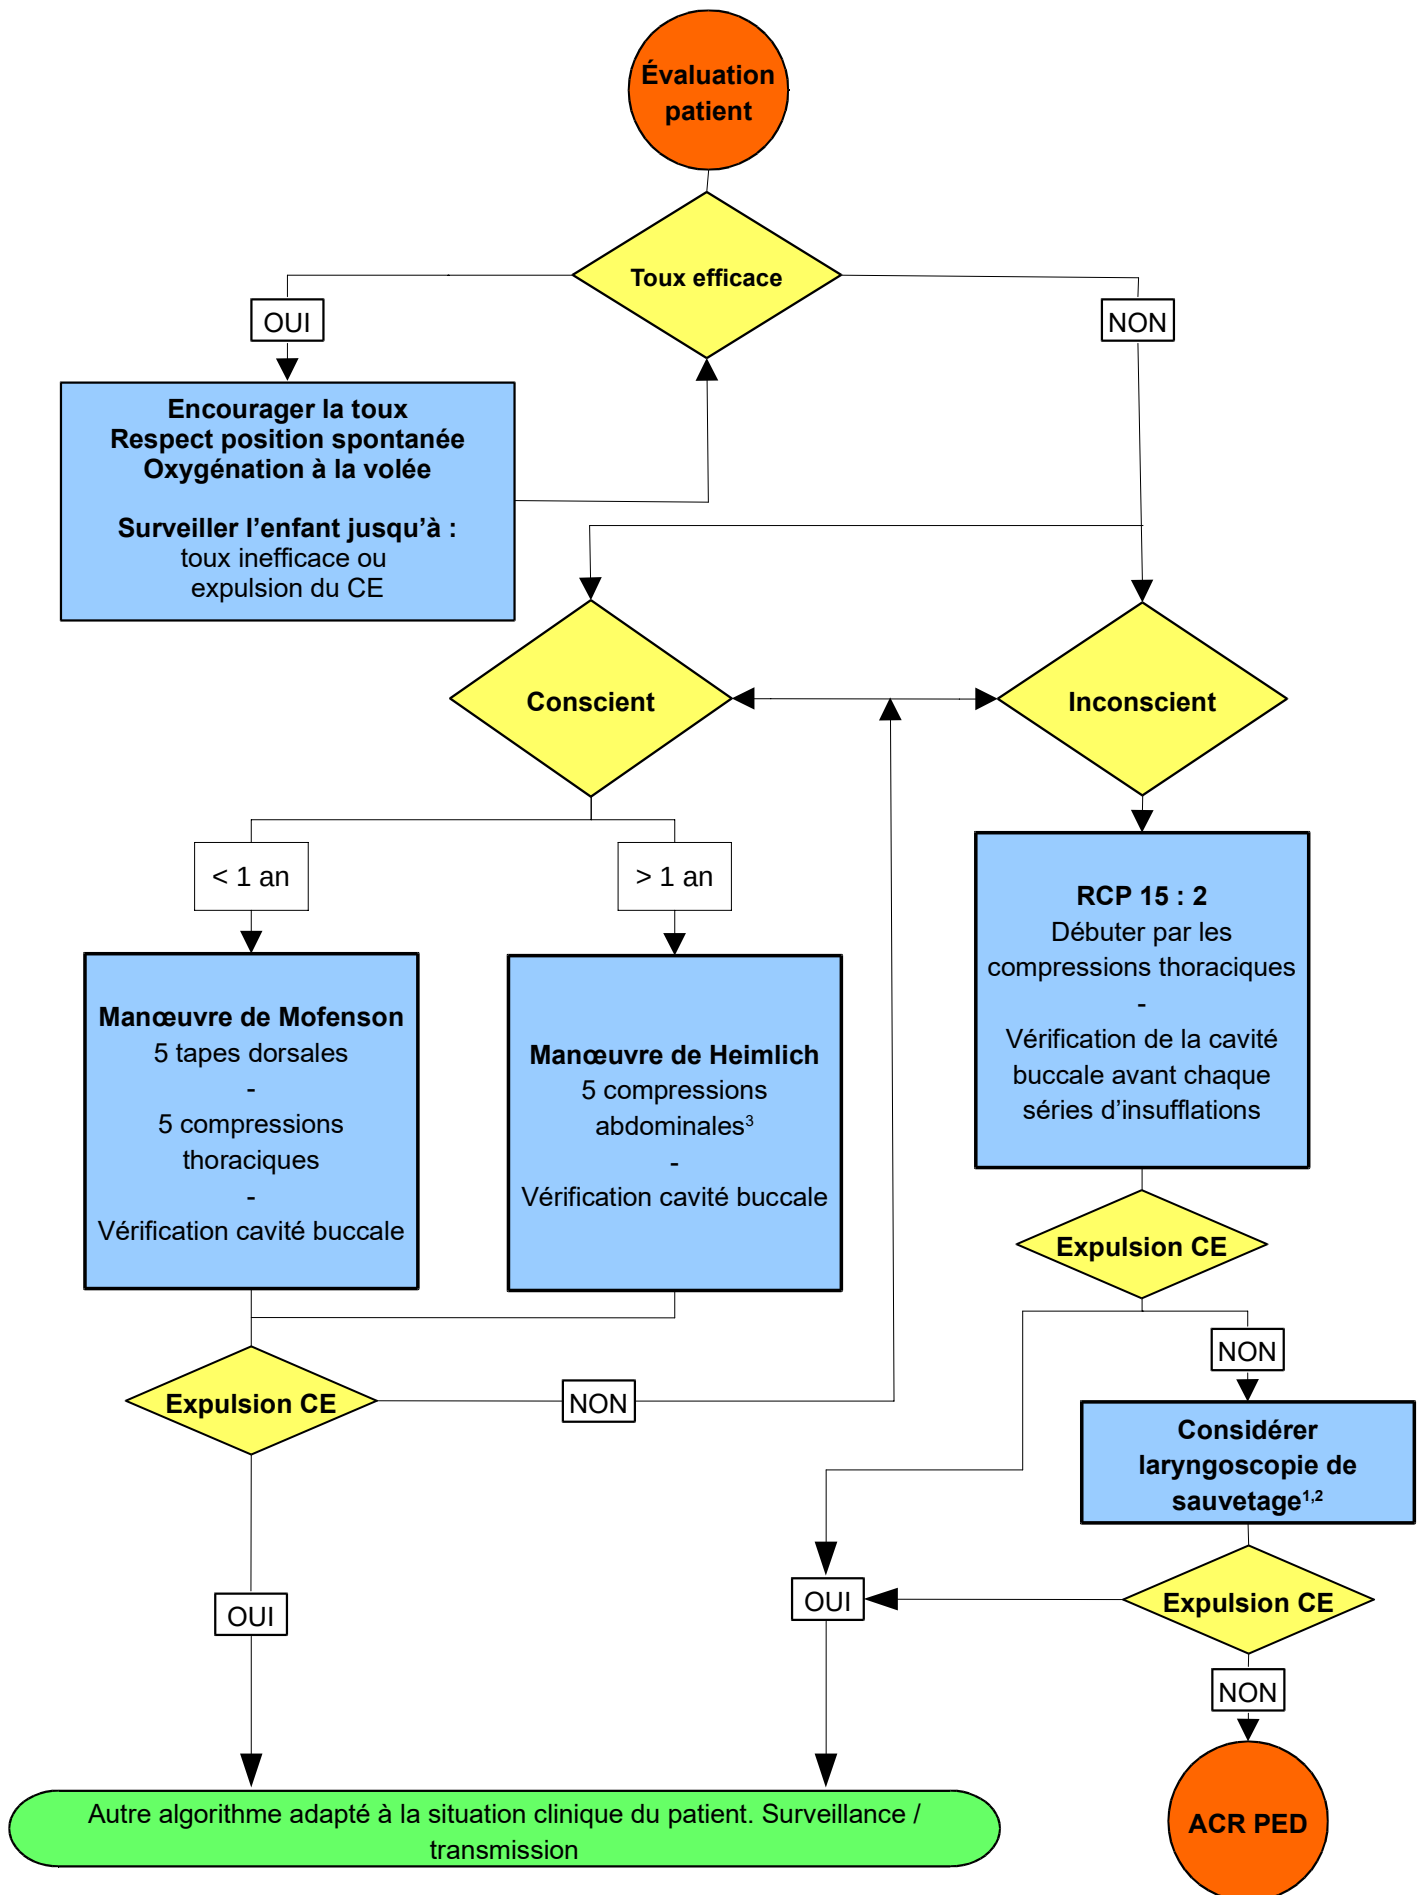 Évaluation
patient
Toux efficace
OUI
NON
Encourager la toux
Respect position spontanée
Oxygénation à la volée
Surveiller l’enfant jusqu’à :
toux inefficace ou
expulsion du CE
Conscient
Inconscient
< 1 an
> 1 an
Manœuvre de Mofenson
5 tapes dorsales
-
5 compressions
thoraciques
-
Vérification cavité buccale
Manœuvre de Heimlich
5 compressions
abdominales³
-
Vérification cavité buccale
RCP 15 : 2
Débuter par les
compressions thoraciques
-
Vérification de la cavité
buccale avant chaque
séries d’insufflations
Expulsion CE
NON
Expulsion CE
NON
Considérer
laryngoscopie de
sauvetage¹,²
OUI
OUI
Expulsion CE
NON
Autre algorithme adapté à la situation clinique du patient. Surveillance /
transmission
ACR PED